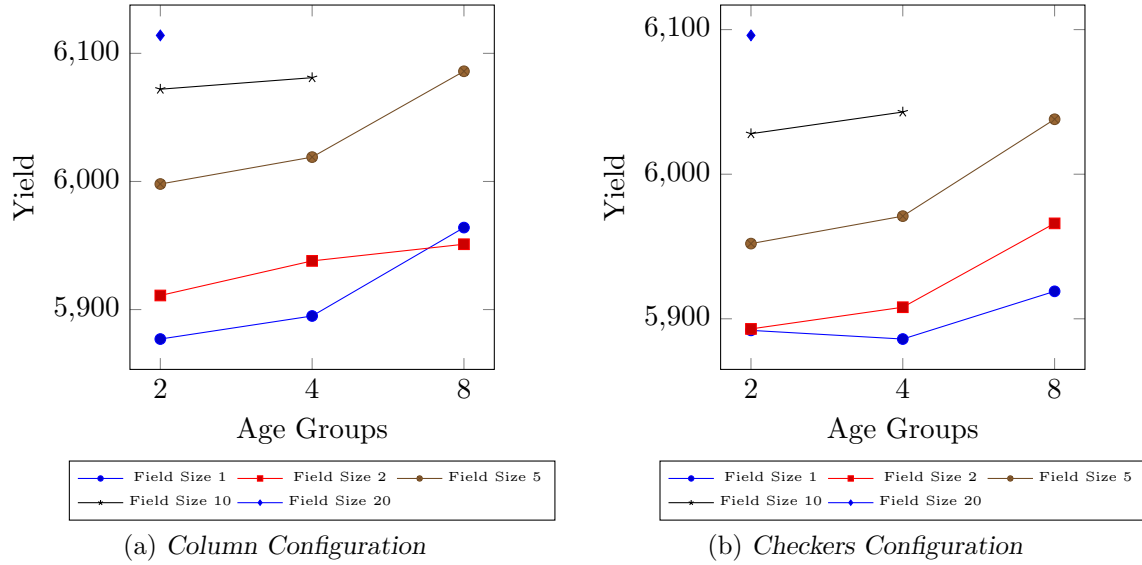 6,100
6,000
5,900
Yield
2 4 8
Age Groups
Field Size 1 Field Size 2 Field Size 5
Field Size 10 Field Size 20
(a) Column Configuration
6,100
6,000
5,900
Yield
2 4 8
Age Groups
Field Size 1 Field Size 2 Field Size 5
Field Size 10 Field Size 20
(b) Checkers Configuration